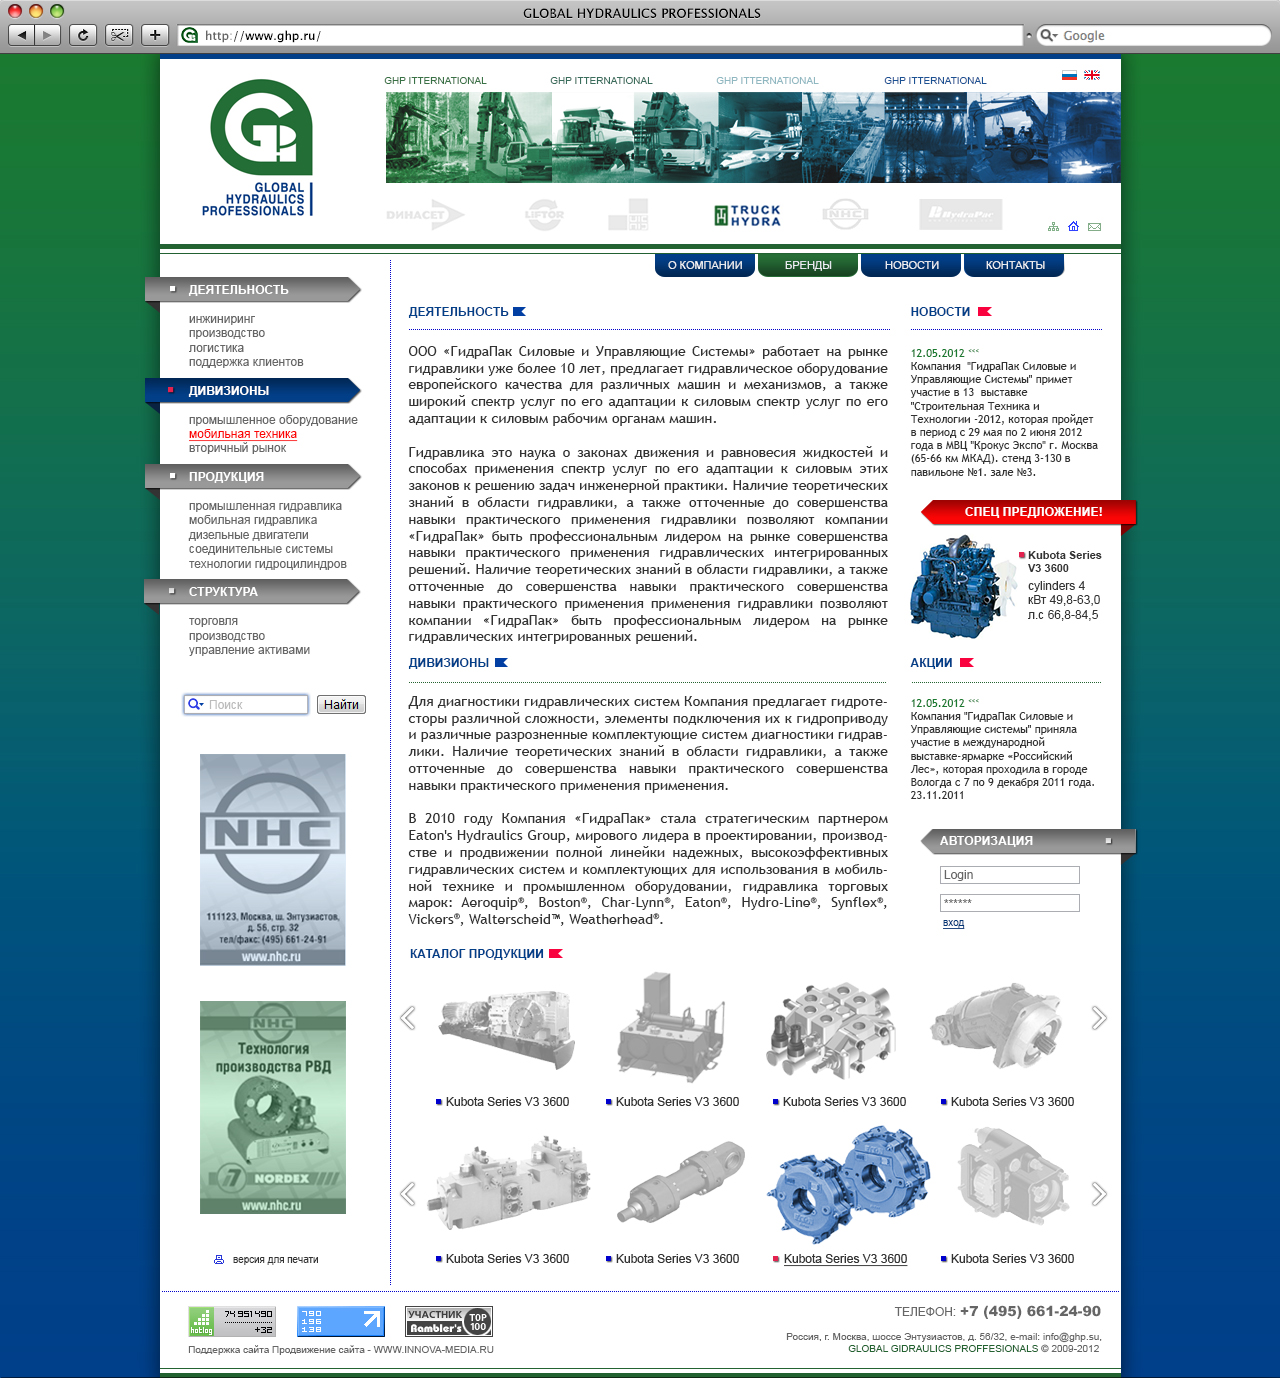 GLOBAL HYDRAULICS PROFESSIONALS
http://www.ghp.ru/
Google
GHP ITTERNATIONAL
GHP ITTERNATIONAL
GHP ITTERNATIONAL
GHP ITTERNATIONAL
GHP
GLOBAL
HYDRAULICS
PROFESSIONALS
ДИНАСЕТ
LIFTOR
TRUCK
HYDRA
NHC
HydraPac
О КОМПАНИИ
БРЕНДЫ
НОВОСТИ
КОНТАКТЫ
ДЕЯТЕЛЬНОСТЬ
инжиниринг
производство
логистика
поддержка клиентов
ДИВИЗИОНЫ
промышленное оборудование
мобильная техника
вторичный рынок
ПРОДУКЦИЯ
промышленная гидравлика
мобильная гидравлика
дизельные двигатели
соединительные системы
технологии гидроцилиндров
СТРУКТУРА
торговля
производство
управление активами
Поиск
Найти
NHC
111123, Москва, ш. Энтузиастов,
д. 56, стр. 32
тел/факс: (495) 661-24-91
www.nhc.ru
NHC
Технология
производства РВД
NORDEX
www.nhc.ru
версия для печати
ДЕЯТЕЛЬНОСТЬ
ООО «ГидраПак Силовые и Управляющие Системы» работает на рынке
гидравлики уже более 10 лет, предлагает гидравлическое оборудование
европейского качества для различных машин и механизмов, а также
широкий спектр услуг по его адаптации к силовым спектр услуг по его
адаптации к силовым рабочим органам машин.
Гидравлика это наука о законах движения и равновесия жидкостей и
способах применения спектр услуг по его адаптации к силовым этих
законов к решению задач инженерной практики. Наличие теоретических
знаний в области гидравлики, а также отточенные до совершенства
навыки практического применения гидравлики позволяют компании
«ГидраПак» быть профессиональным лидером на рынке совершенства
навыки практического применения гидравлических интегрированных
решений. Наличие теоретических знаний в области гидравлики, а также
отточенные до совершенства навыки практического совершенства
навыки практического применения применения гидравлики позволяют
компании «ГидраПак» быть профессиональным лидером на рынке
гидравлических интегрированных решений.
ДИВИЗИОНЫ
Для диагностики гидравлических систем Компания предлагает гидроте-
сторы различной сложности, элементы подключения их к гидроприводу
и различные разрозненные комплектующие систем диагностики гидрав-
лики. Наличие теоретических знаний в области гидравлики, а также
отточенные до совершенства навыки практического совершенства
навыки практического применения применения.
В 2010 году Компания «ГидраПак» стала стратегическим партнером
Eaton's Hydraulics Group, мирового лидера в проектировании, производ-
стве и продвижении полной линейки надежных, высокоэффективных
гидравлических систем и комплектующих для использования в мобиль-
ной технике и промышленном оборудовании, гидравлика торговых
марок: Aeroquip®, Boston®, Char-Lynn®, Eaton®, Hydro-Line®, Synflex®,
Vickers®, Walterscheid™, Weatherhead®.
НОВОСТИ
12.05.2012 <<<
Компания "ГидраПак Силовые и
Управляющие Системы" примет
участие в 13 выставке
"Строительная Техника и
Технологии -2012, которая пройдет
в период с 29 мая по 2 июня 2012
года в МВЦ "Крокус Экспо" г. Москва
(65-66 км МКАД). стенд 3-130 в
павильоне №1. зале №3.
СПЕЦ ПРЕДЛОЖЕНИЕ!
Kubota Series
V3 3600
cylinders 4
кВт 49,8-63,0
л.с 66,8-84,5
АКЦИИ
12.05.2012 <<<
Компания "ГидраПак Силовые и
Управляющие системы" приняла
участие в международной
выставке-ярмарке «Российский
Лес», которая проходила в городе
Вологда с 7 по 9 декабря 2011 года.
23.11.2011
АВТОРИЗАЦИЯ
Login
******
вход
КАТАЛОГ ПРОДУКЦИИ
Kubota Series V3 3600
Kubota Series V3 3600
Kubota Series V3 3600
Kubota Series V3 3600
Kubota Series V3 3600
Kubota Series V3 3600
Kubota Series V3 3600
Kubota Series V3 3600
hotlog
74951490
+32
790
196
138
УЧАСТНИК
Rambler's
TOP
100
Поддержка сайта Продвижение сайта - WWW.INNOVA-MEDIA.RU
ТЕЛЕФОН: +7 (495) 661-24-90
Россия, г. Москва, шоссе Энтузиастов, д. 56/32, e-mail: info@ghp.su,
GLOBAL GIDRAULICS PROFFESIONALS © 2009-2012